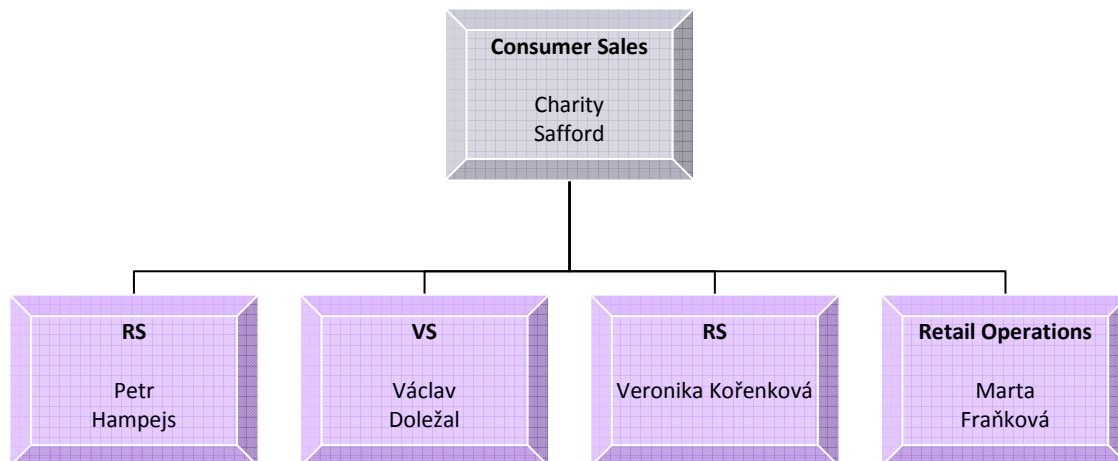 Consumer Sales
Charity
Safford
RS
Petr
Hampejs
VS
Václav
Doležal
RS
Veronika Kořenková
Retail Operations
Marta
Fraňková